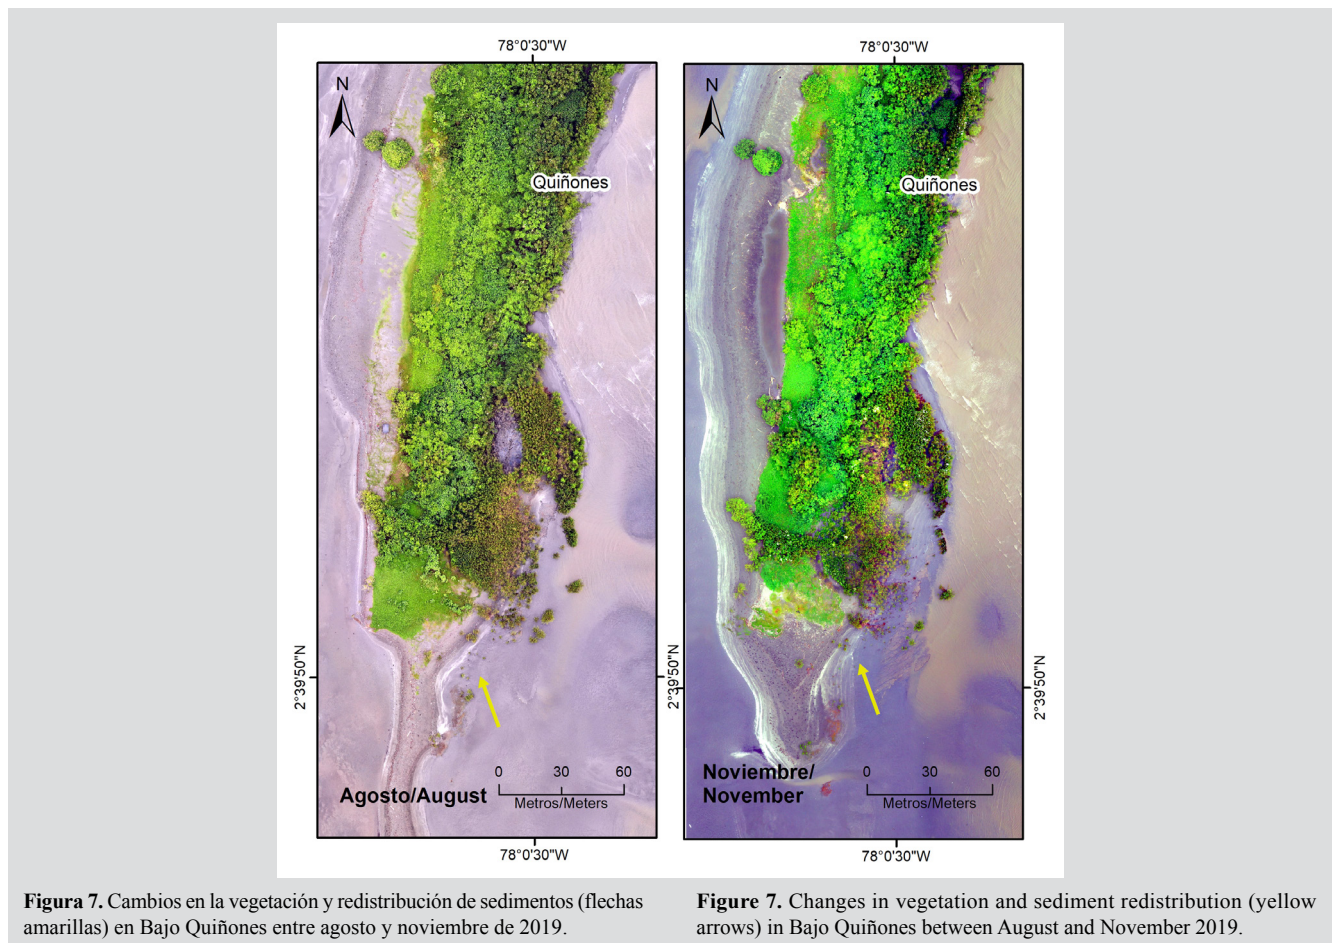 78°0'30"W
N
Quiñones
2°39'50"N
0 30 60
Metros/Meters
Agosto/August
78°0'30"W
78°0'30"W
N
Quiñones
2°39'50"N
2°39'50"N
Noviembre/
November
0 30 60
Metros/Meters
78°0'30"W
Figura 7. Cambios en la vegetación y redistribución de sedimentos (flechas
amarillas) en Bajo Quiñones entre agosto y noviembre de 2019.
Figure 7. Changes in vegetation and sediment redistribution (yellow
arrows) in Bajo Quiñones between August and November 2019.